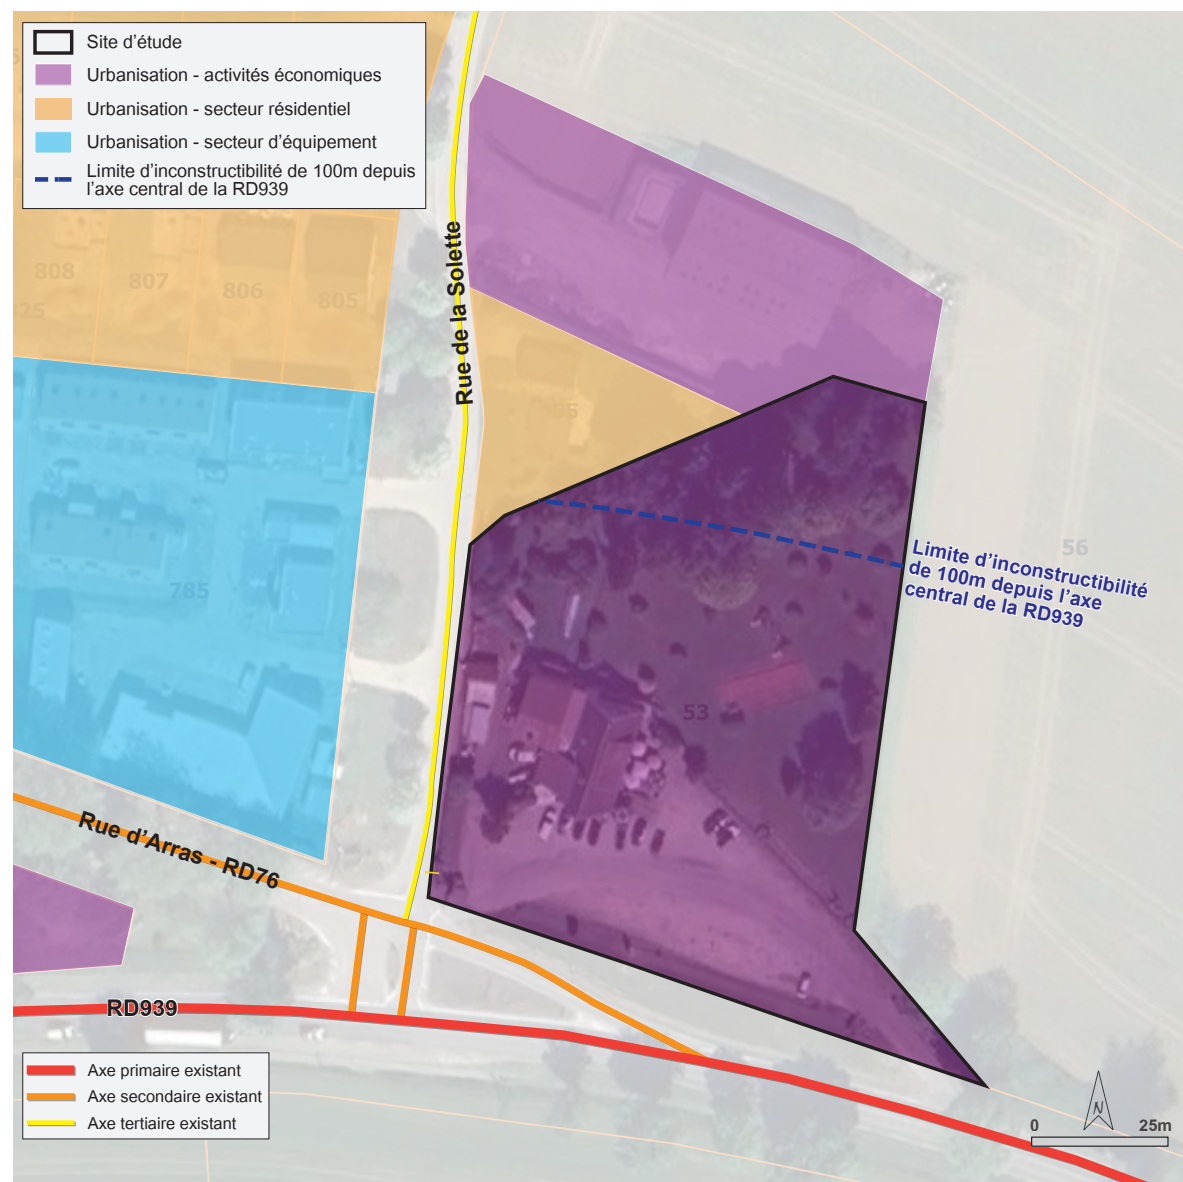 Site d'étude
Urbanisation - activités économiques
Urbanisation - secteur résidentiel
Urbanisation - secteur d'équipement
Limite d'inconstructibilité de 100m depuis
l'axe central de la RD939
808
807
806
805
Rue de la Solette
56
Limite d'inconstructibilité
de 100m depuis l'axe
central de la RD939
785
53
Rue d'Arras - RD76
RD939
Axe primaire existant
Axe secondaire existant
Axe tertiaire existant
N
0
25m